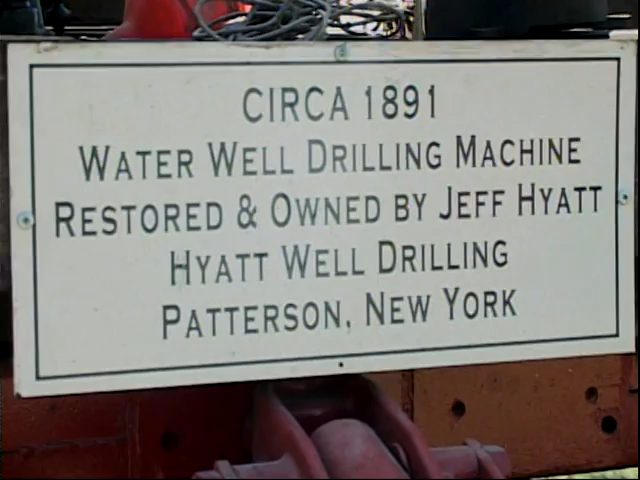 CIRCA 1891
WATER WELL DRILLING MACHINE
RESTORED & OWNED BY JEFF HYATT
HYATT WELL DRILLING
PATTERSON, NEW YORK